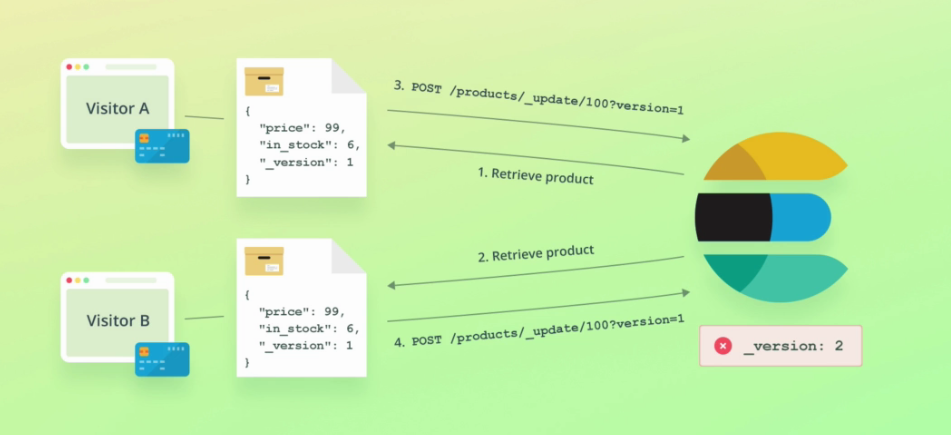 Visitor A
{
"price": 99,
"in_stock": 6,
"_version": 1
}
3. POST /products/_update/100?version=1
1. Retrieve product
2. Retrieve product
Visitor B
{
"price": 99,
"in_stock": 6,
"_version": 1
}
4. POST /products/_update/100?version=1
_version: 2